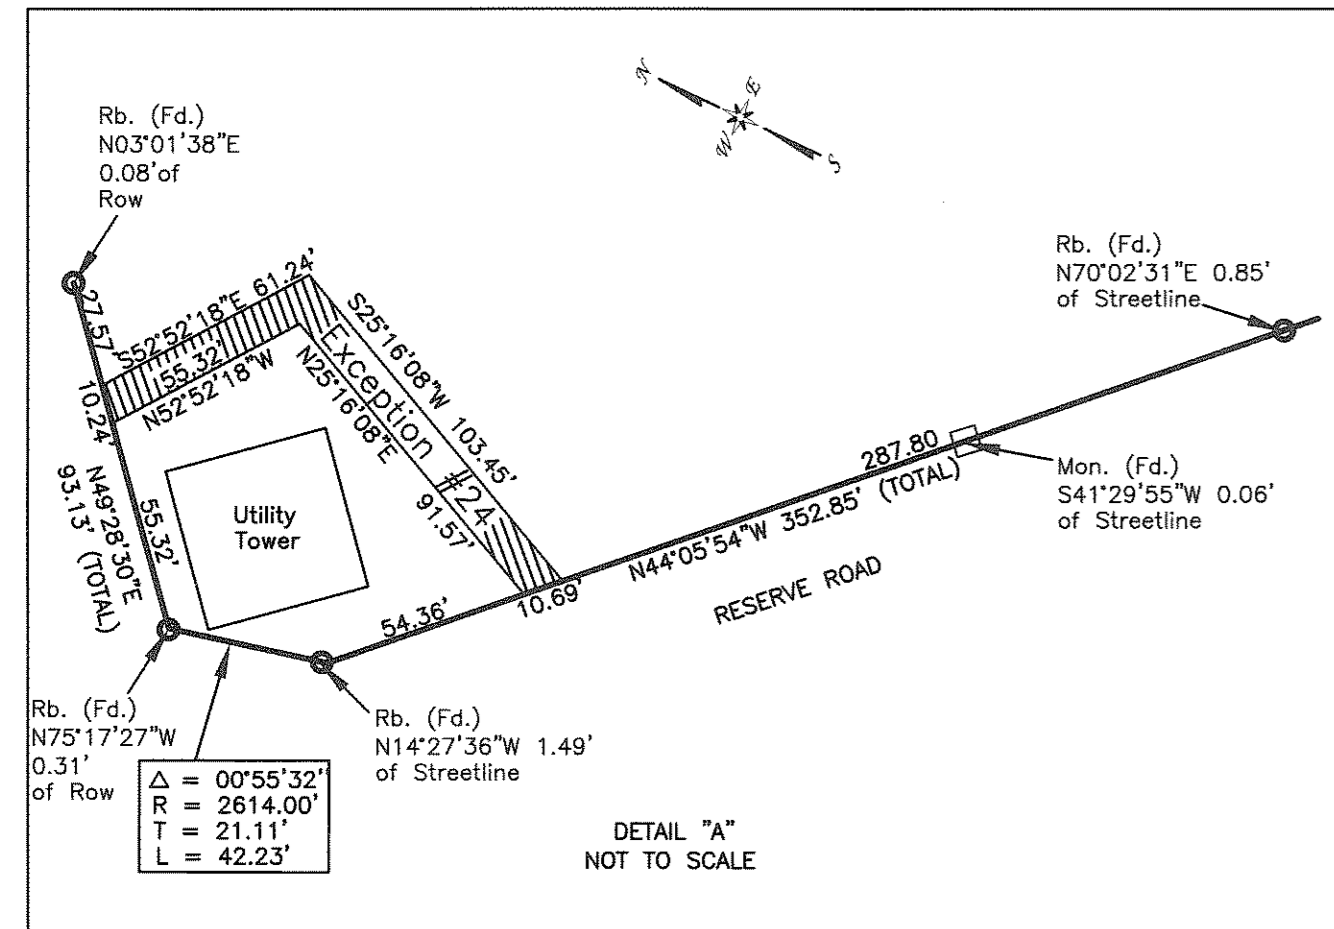 N
E
W
S
Rb. (Fd.)
N03°01'38"E
0.08'of
Row
Rb. (Fd.)
N70°02'31"E 0.85'
of Streetline
27.57'
S52°52'18"E 61.24'
55.32'
N52°52'18"W
S25°16'08"W 103.45'
Exception #24
N25°16'08"E
91.57'
10.24'
N49°28'30"E
93.13' (TOTAL)
55.32'
Utility
Tower
287.80
N44°05'54"W 352.85' (TOTAL)
Mon. (Fd.)
S41°29'55"W 0.06'
of Streetline
RESERVE ROAD
54.36'
10.69'
Rb. (Fd.)
N75°17'27"W
0.31'
of Row
Rb. (Fd.)
N14°27'36"W 1.49'
of Streetline
△ = 00°55'32"
R = 2614.00'
T = 21.11'
L = 42.23'
DETAIL "A"
NOT TO SCALE